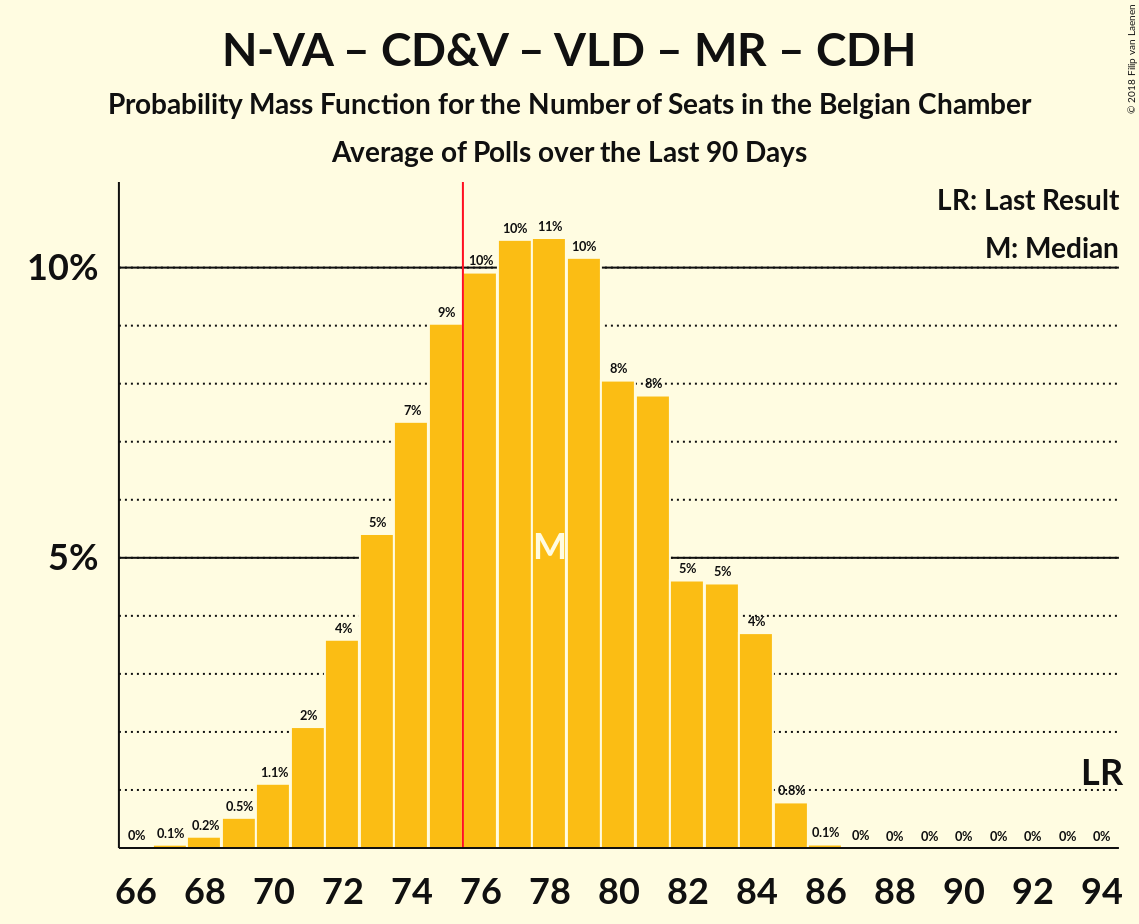 N-VA – CD&V – VLD – MR – CDH
Probability Mass Function for the Number of Seats in the Belgian Chamber
Average of Polls over the Last 90 Days
© 2018 Filip van Laenen
LR: Last Result
M: Median
10%
5%
0% 0.1% 0.2% 0.5% 1.1% 2% 4% 5% 7% 9% 10% 10% 11% 10% 8% 8% 5% 5% 4% 0.8% 0.1% 0% 0% 0% 0% 0% 0% 0% 0%
M
LR
66 68 70 72 74 76 78 80 82 84 86 88 90 92 94